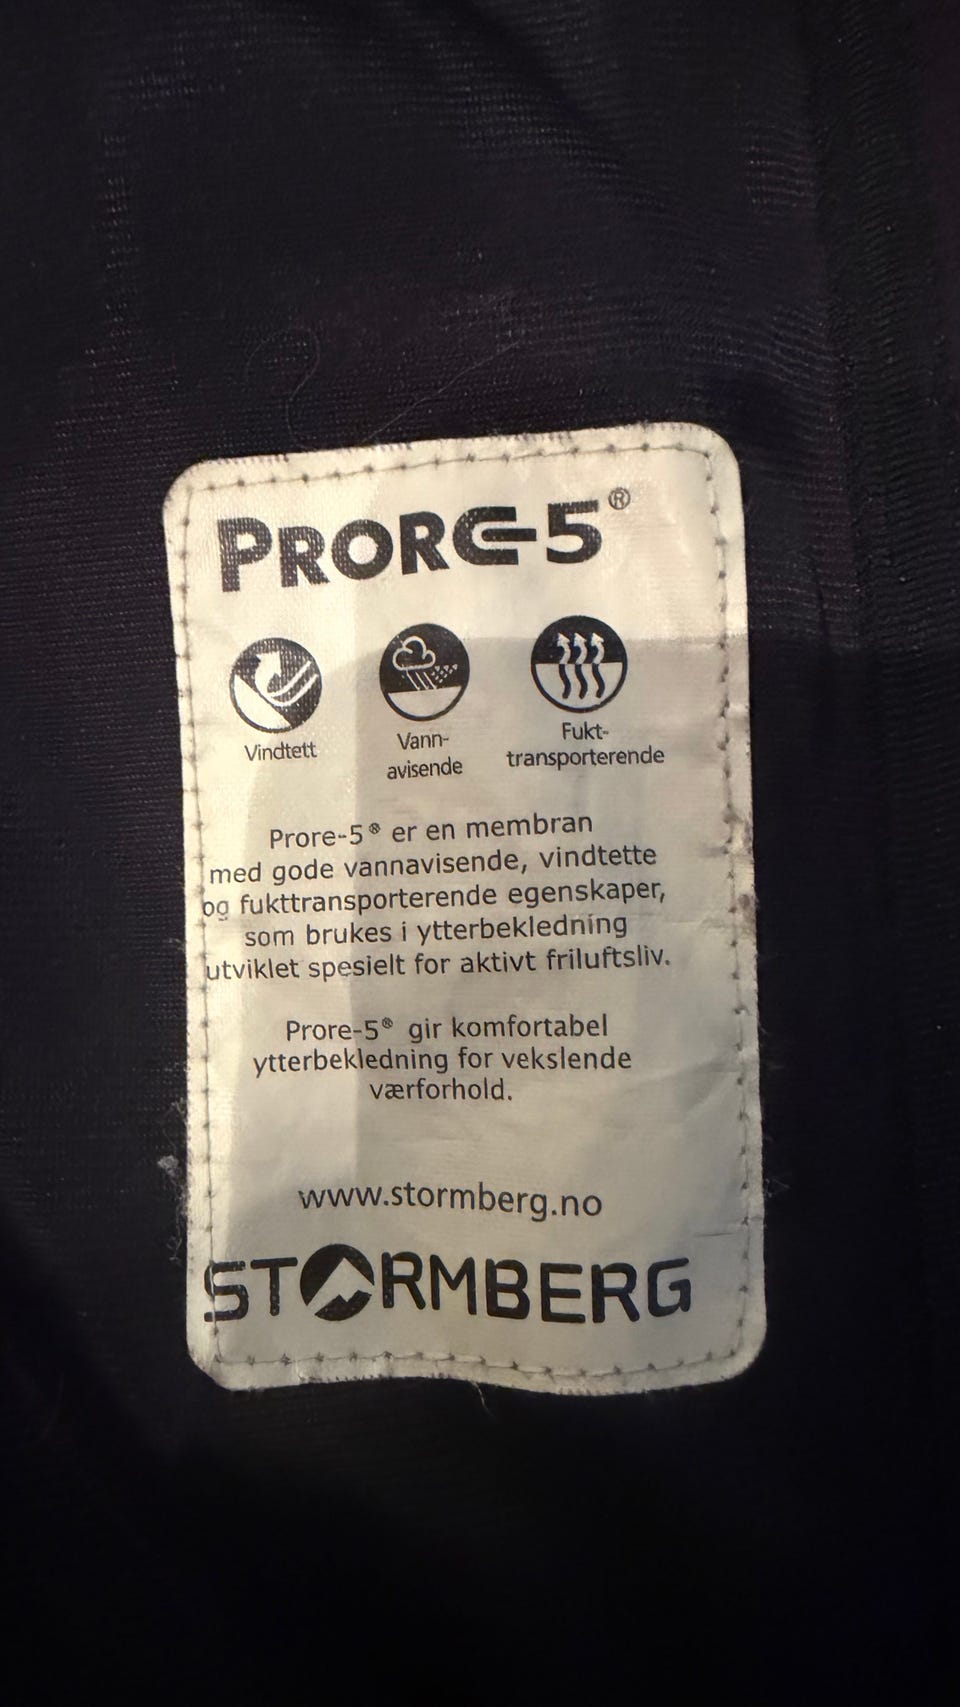 PRORE-5®
Vindtett
Vann-
avisende
Fukt-
transporterende
Prore-5® er en membran
med gode vannavisende, vindtette
og fukttransporterende egenskaper,
som brukes i ytterbekledning
utviklet spesielt for aktivt friluftsliv.
Prore-5® gir komfortabel
ytterbekledning for vekslende
værforhold.
www.stormberg.no
STORMBERG